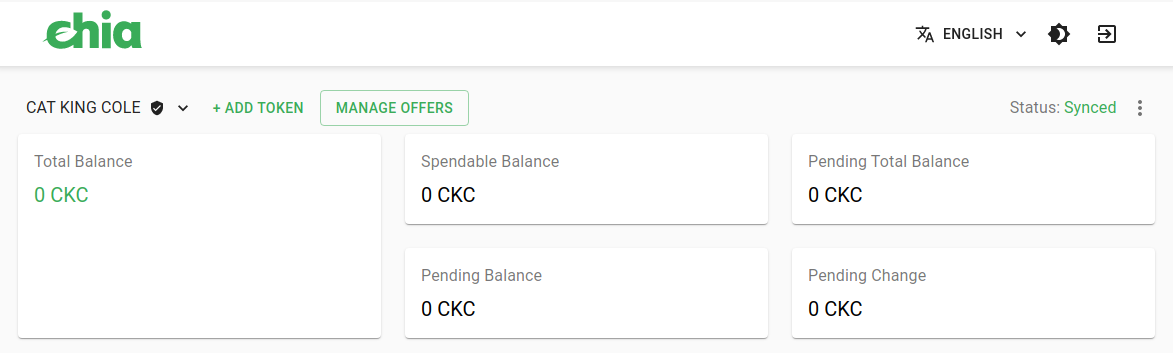 chia
ENGLISH
CAT KING COLE
+ ADD TOKEN
MANAGE OFFERS
Status: Synced
Total Balance
0 CKC
Spendable Balance
0 CKC
Pending Total Balance
0 CKC
Pending Balance
0 CKC
Pending Change
0 CKC